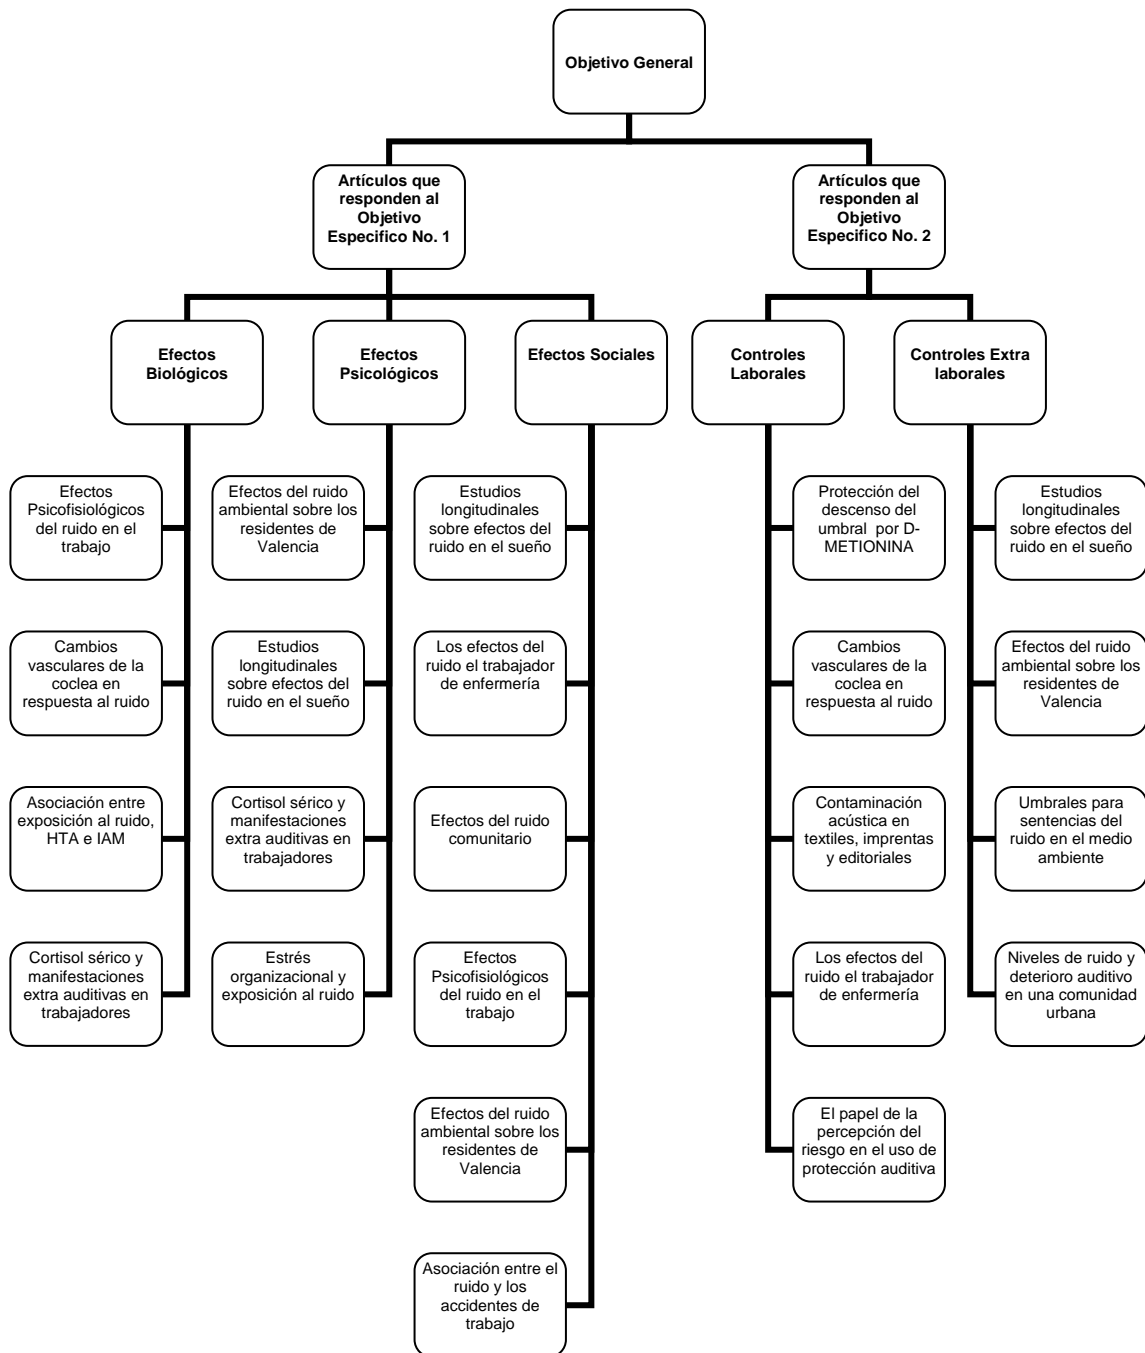 Objetivo General
Artículos que
responden al
Objetivo
Especifico No. 1
Artículos que
responden al
Objetivo
Especifico No. 2
Efectos
Biológicos
Efectos
Psicológicos
Efectos Sociales
Controles
Laborales
Controles Extra
laborales
Efectos
Psicofisiológicos
del ruido en el
trabajo
Efectos del ruido
ambiental sobre los
residentes de
Valencia
Estudios
longitudinales
sobre efectos del
ruido en el sueño
Protección del
descenso del
umbral por D-
METIONINA
Estudios
longitudinales
sobre efectos del
ruido en el sueño
Cambios
vasculares de la
coclea en
respuesta al ruido
Estudios
longitudinales
sobre efectos del
ruido en el sueño
Los efectos del
ruido el trabajador
de enfermería
Cambios
vasculares de la
coclea en
respuesta al ruido
Efectos del ruido
ambiental sobre los
residentes de
Valencia
Asociación entre
exposición al ruido,
HTA e IAM
Cortisol sérico y
manifestaciones
extra auditivas en
trabajadores
Efectos del ruido
comunitario
Contaminación
acústica en
textiles, imprentas
y editoriales
Umbrales para
sentencias del
ruido en el medio
ambiente
Cortisol sérico y
manifestaciones
extra auditivas en
trabajadores
Estrés
organizacional y
exposición al ruido
Efectos
Psicofisiológicos
del ruido en el
trabajo
Los efectos del
ruido el trabajador
de enfermería
Niveles de ruido y
deterioro auditivo
en una comunidad
urbana
Efectos del ruido
ambiental sobre los
residentes de
Valencia
El papel de la
percepción del
riesgo en el uso de
protección auditiva
Asociación entre el
ruido y los
accidentes de
trabajo